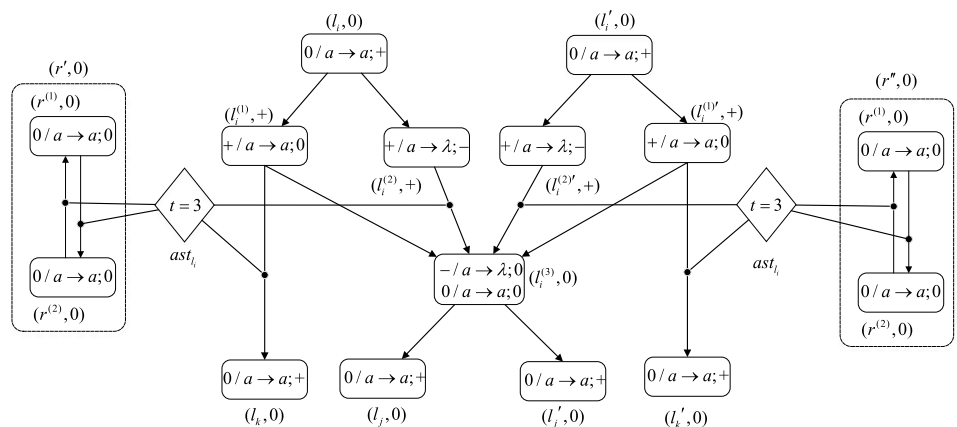 (l_i, 0)
0 / a → a; +
(l_i′, 0)
0 / a → a; +
(r′, 0)
(r^(1), 0)
0 / a → a; 0
0 / a → a; 0
(r^(2), 0)
(l_i^(1), +)
+ / a → a; 0
+ / a → λ; −
(l_i^(2), +)
+ / a → λ; −
(l_i^(2)′, +)
(l_i^(1)′, +)
+ / a → a; 0
(r″, 0)
(r^(1), 0)
0 / a → a; 0
0 / a → a; 0
(r^(2), 0)
t = 3
ast_{l_i}
t = 3
ast_{l_i}
− / a → λ; 0
0 / a → a; 0
(l_i^(3), 0)
0 / a → a; +
(l_k, 0)
0 / a → a; +
(l_j, 0)
0 / a → a; +
(l_j′, 0)
0 / a → a; +
(l_k′, 0)